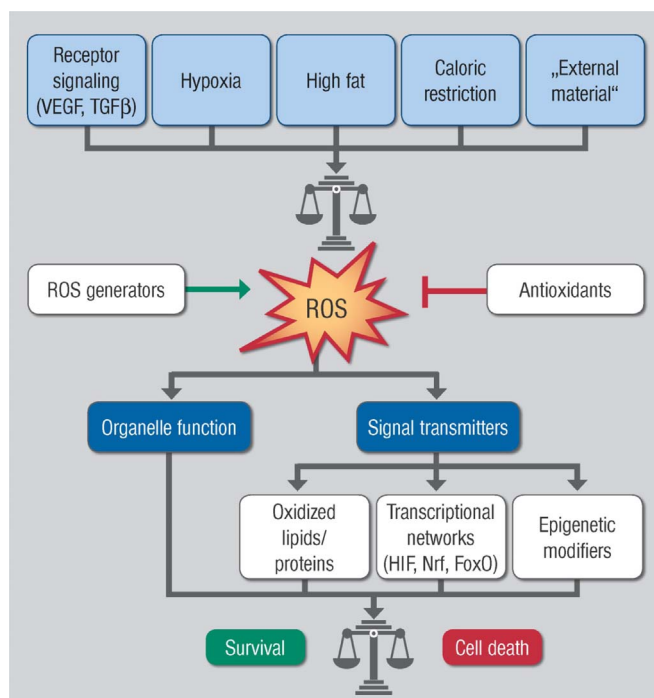 Receptor
signaling
(VEGF, TGFβ)
Hypoxia
High fat
Caloric
restriction
„External
material“
ROS generators
ROS
Antioxidants
Organelle function
Signal transmitters
Oxidized
lipids/
proteins
Transcriptional
networks
(HIF, Nrf, FoxO)
Epigenetic
modifiers
Survival
Cell death